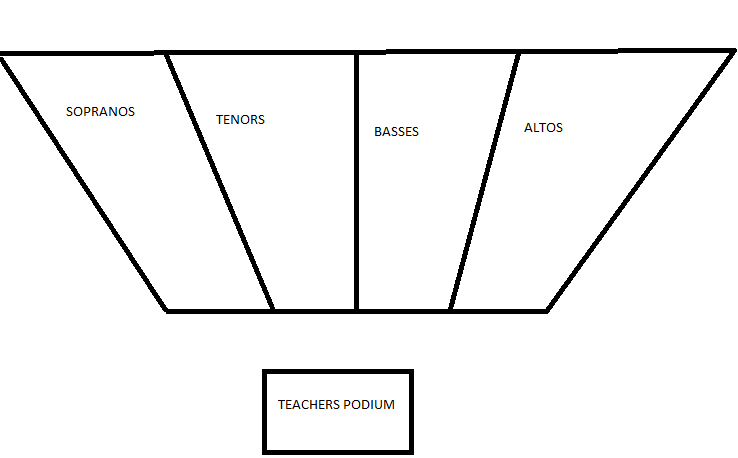 SOPRANOS
TENORS
BASSES
ALTOS
TEACHERS PODIUM